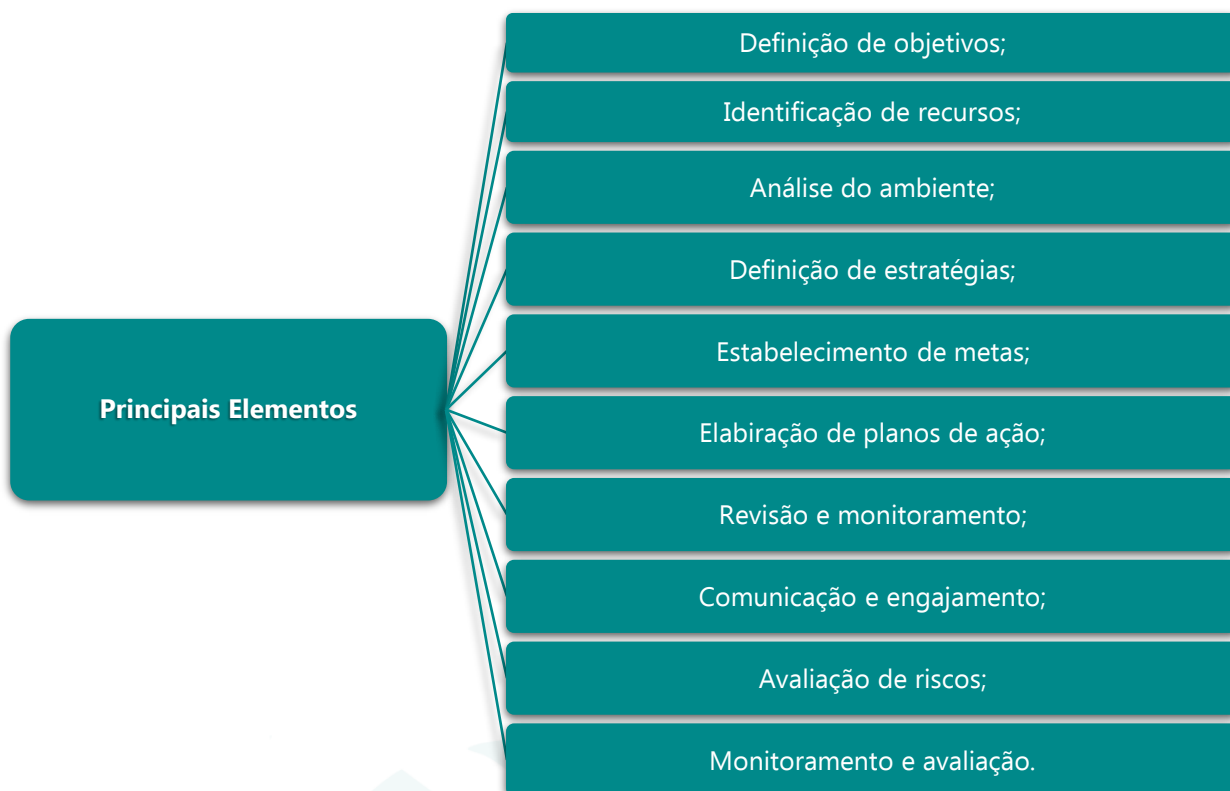 Principais Elementos
Definição de objetivos;
Identificação de recursos;
Análise do ambiente;
Definição de estratégias;
Estabelecimento de metas;
Elabiração de planos de ação;
Revisão e monitoramento;
Comunicação e engajamento;
Avaliação de riscos;
Monitoramento e avaliação.